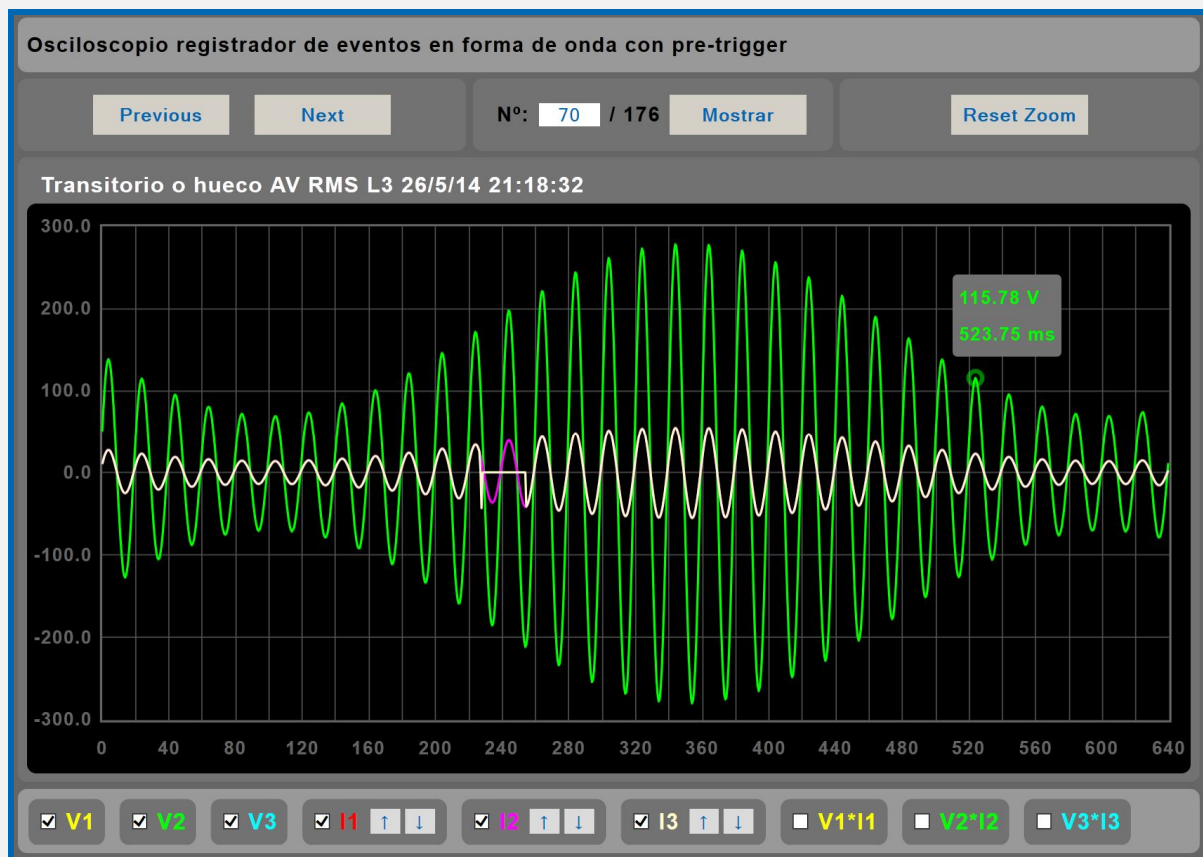 Osciloscopio registrador de eventos en forma de onda con pre-trigger
Previous Next Nº: 70 / 176 Mostrar Reset Zoom
Transitorio o hueco AV RMS L3 26/5/14 21:18:32
300.0
200.0
100.0
0.0
-100.0
-200.0
-300.0
115.78 V
523.75 ms
0 40 80 120 160 200 240 280 320 360 400 440 480 520 560 600 640
V1 V2 V3 I1 ↑ ↓ I2 ↑ ↓ I3 ↑ ↓ V1*I1 V2*I2 V3*I3